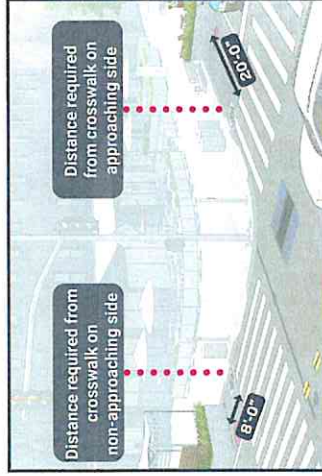 Distance required from
crosswalk on
non-approaching side
Distance required
from crosswalk on
approaching side
8'-0"
20'-0"